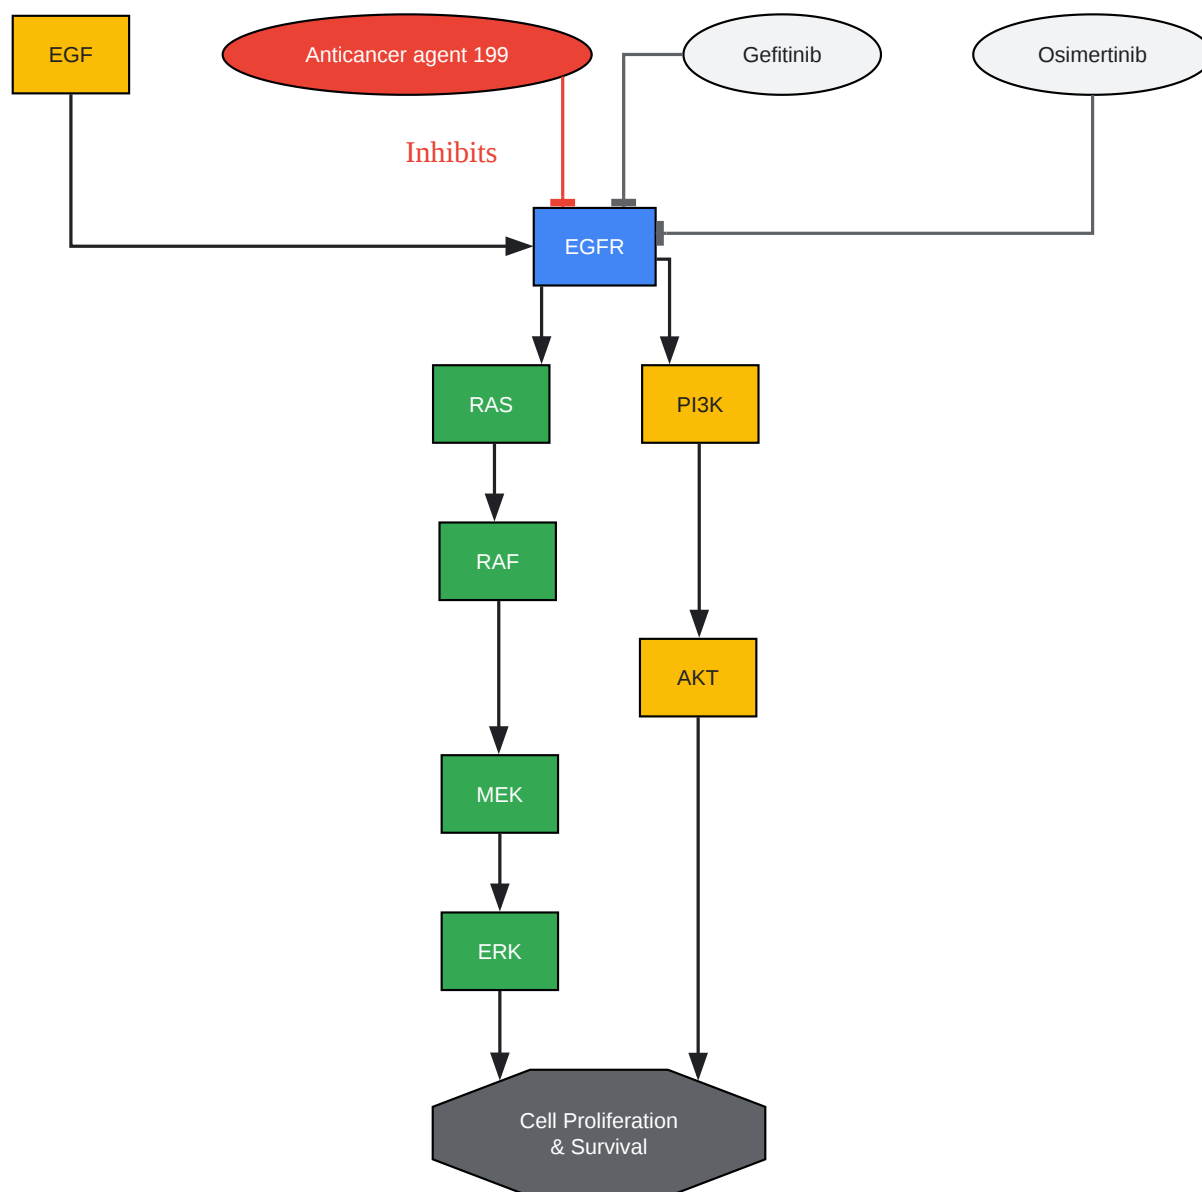 EGF
Anticancer agent 199
Gefitinib
Osimertinib
Inhibits
EGFR
RAS
PI3K
RAF
AKT
MEK
ERK
Cell Proliferation
& Survival